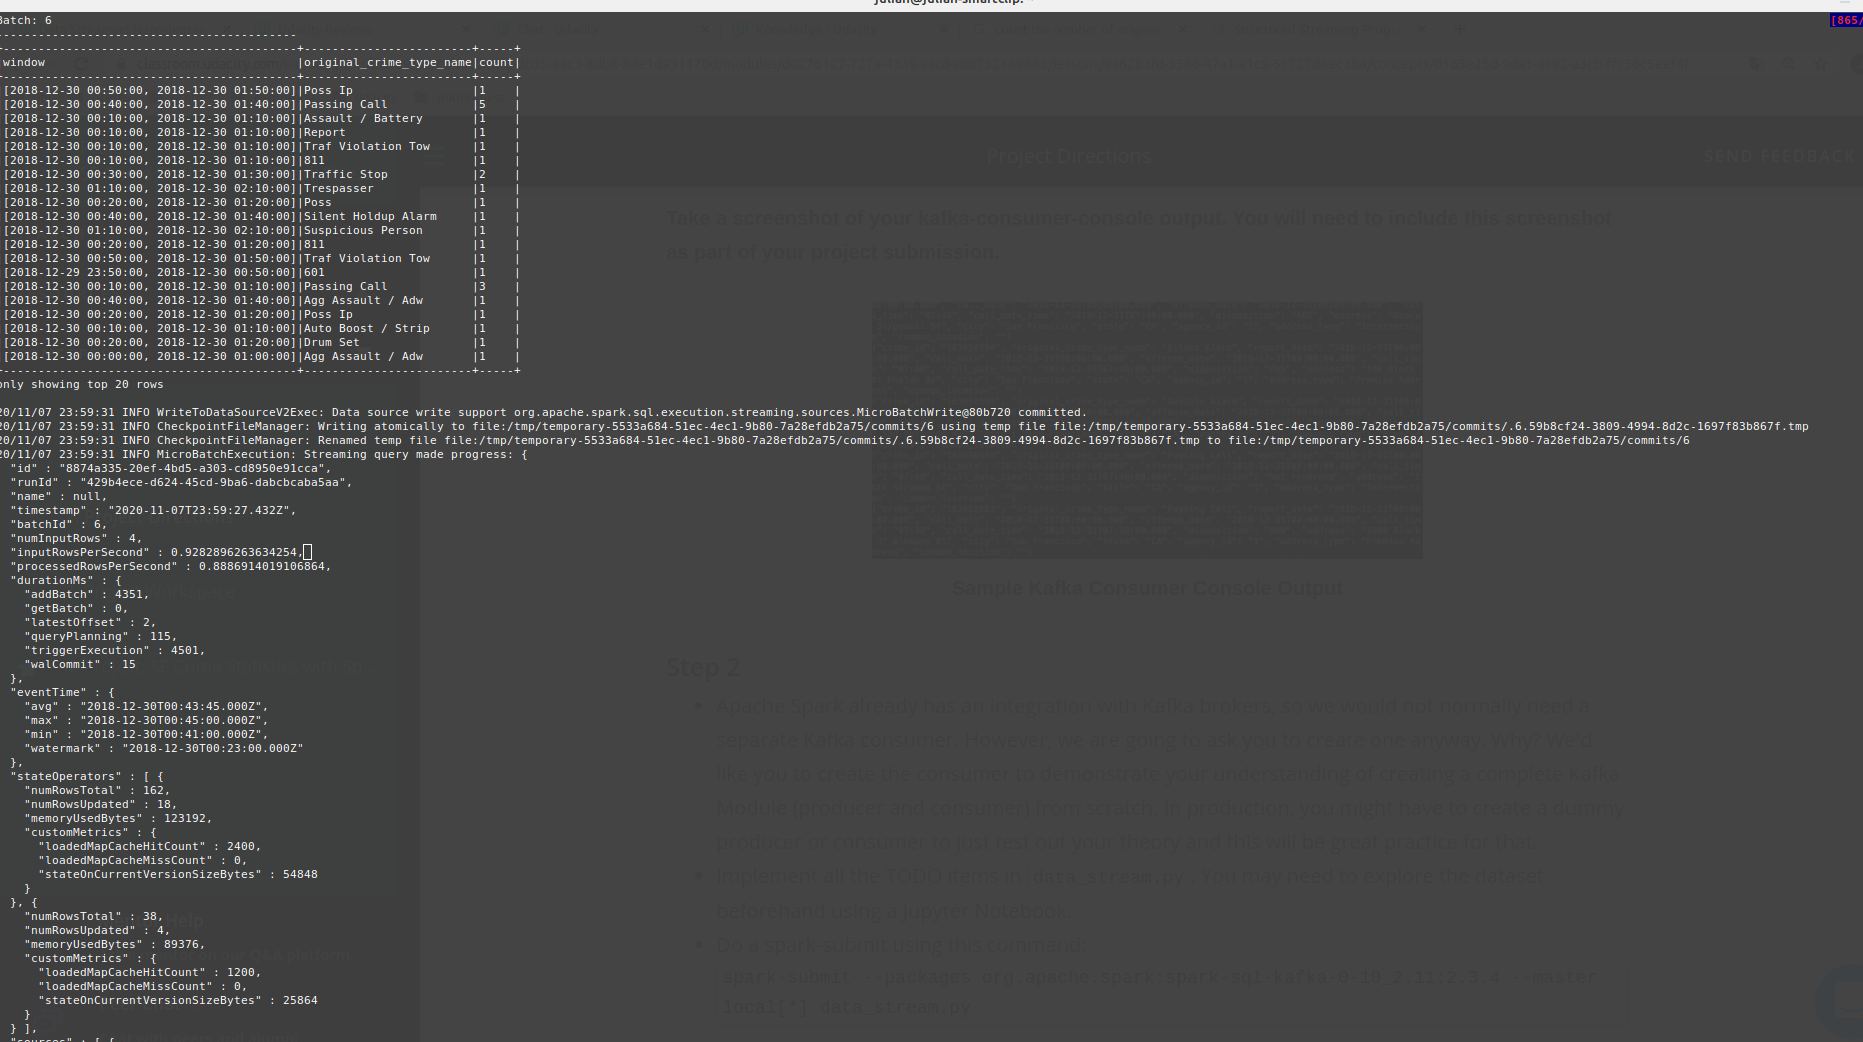 julian@julian-smartclip: ~
Batch: 6
[865/
-------------------------------------------
+------------------------------------------+------------------------+-----+
|window                                    |original_crime_type_name|count|
+------------------------------------------+------------------------+-----+
|[2018-12-30 00:50:00, 2018-12-30 01:50:00]|Poss Ip                 |1    |
|[2018-12-30 00:40:00, 2018-12-30 01:40:00]|Passing Call            |5    |
|[2018-12-30 00:10:00, 2018-12-30 01:10:00]|Assault / Battery       |1    |
|[2018-12-30 00:10:00, 2018-12-30 01:10:00]|Report                  |1    |
|[2018-12-30 00:10:00, 2018-12-30 01:10:00]|Traf Violation Tow      |1    |
|[2018-12-30 00:10:00, 2018-12-30 01:10:00]|811                     |1    |
|[2018-12-30 00:30:00, 2018-12-30 01:30:00]|Traffic Stop            |2    |
|[2018-12-30 01:10:00, 2018-12-30 02:10:00]|Trespasser              |1    |
|[2018-12-30 00:20:00, 2018-12-30 01:20:00]|Poss                    |1    |
|[2018-12-30 00:40:00, 2018-12-30 01:40:00]|Silent Holdup Alarm     |1    |
|[2018-12-30 01:10:00, 2018-12-30 02:10:00]|Suspicious Person       |1    |
|[2018-12-30 00:20:00, 2018-12-30 01:20:00]|811                     |1    |
|[2018-12-30 00:50:00, 2018-12-30 01:50:00]|Traf Violation Tow      |1    |
|[2018-12-29 23:50:00, 2018-12-30 00:50:00]|601                     |1    |
|[2018-12-30 00:10:00, 2018-12-30 01:10:00]|Passing Call            |3    |
|[2018-12-30 00:40:00, 2018-12-30 01:40:00]|Agg Assault / Adw       |1    |
|[2018-12-30 00:20:00, 2018-12-30 01:20:00]|Poss Ip                 |1    |
|[2018-12-30 00:10:00, 2018-12-30 01:10:00]|Auto Boost / Strip      |1    |
|[2018-12-30 00:20:00, 2018-12-30 01:20:00]|Drum Set                |1    |
|[2018-12-30 00:00:00, 2018-12-30 01:00:00]|Agg Assault / Adw       |1    |
+------------------------------------------+------------------------+-----+
only showing top 20 rows
20/11/07 23:59:31 INFO WriteToDataSourceV2Exec: Data source write support org.apache.spark.sql.execution.streaming.sources.MicroBatchWrite@80b720 committed.
20/11/07 23:59:31 INFO CheckpointFileManager: Writing atomically to file:/tmp/temporary-5533a684-51ec-4ec1-9b80-7a28efdb2a75/commits/6 using temp file file:/tmp/temporary-5533a684-51ec-4ec1-9b80-7a28efdb2a75/commits/.6.59b8cf24-3809-4994-8d2c-1697f83b867f.tmp
20/11/07 23:59:31 INFO CheckpointFileManager: Renamed temp file file:/tmp/temporary-5533a684-51ec-4ec1-9b80-7a28efdb2a75/commits/.6.59b8cf24-3809-4994-8d2c-1697f83b867f.tmp to file:/tmp/temporary-5533a684-51ec-4ec1-9b80-7a28efdb2a75/commits/6
20/11/07 23:59:31 INFO MicroBatchExecution: Streaming query made progress: {
"id" : "8874a335-20ef-4bd5-a303-cd8950e91cca",
"runId" : "429b4ece-d624-45cd-9ba6-dabcbcaba5aa",
"name" : null,
"timestamp" : "2020-11-07T23:59:27.432Z",
"batchId" : 6,
"numInputRows" : 4,
"inputRowsPerSecond" : 0.9282896263634254,
"processedRowsPerSecond" : 0.8886914019106864,
"durationMs" : {
"addBatch" : 4351,
"getBatch" : 0,
"latestOffset" : 2,
"queryPlanning" : 115,
"triggerExecution" : 4501,
"walCommit" : 15
},
"eventTime" : {
"avg" : "2018-12-30T00:43:45.000Z",
"max" : "2018-12-30T00:45:00.000Z",
"min" : "2018-12-30T00:41:00.000Z",
"watermark" : "2018-12-30T00:23:00.000Z"
},
"stateOperators" : [ {
"numRowsTotal" : 162,
"numRowsUpdated" : 18,
"memoryUsedBytes" : 123192,
"customMetrics" : {
"loadedMapCacheHitCount" : 2400,
"loadedMapCacheMissCount" : 0,
"stateOnCurrentVersionSizeBytes" : 54848
}
}, {
"numRowsTotal" : 38,
"numRowsUpdated" : 4,
"memoryUsedBytes" : 89376,
"customMetrics" : {
"loadedMapCacheHitCount" : 1200,
"loadedMapCacheMissCount" : 0,
"stateOnCurrentVersionSizeBytes" : 25864
}
} ],
"sources" : [ {
Project Directions
SEND FEEDBACK
Take a screenshot of your kafka-consumer-console output. You will need to include this screenshot
as part of your project submission.
Sample Kafka Consumer Console Output
Step 2
Apache Spark already has an integration with Kafka brokers, so we would not normally need a
separate Kafka consumer. However, we are going to ask you to create one anyway. Why? We'd
like you to create the consumer to demonstrate your understanding of creating a complete Kafka
Module (producer and consumer) from scratch. In production, you might have to create a dummy
producer or consumer to just test out your theory and this will be great practice for that.
Implement all the TODO items in data_stream.py. You may need to explore the dataset
beforehand using a Jupyter Notebook.
Do a spark-submit using this command:
spark-submit --packages org.apache.spark:spark-sql-kafka-0-10_2.11:2.3.4 --master
local[*] data_stream.py